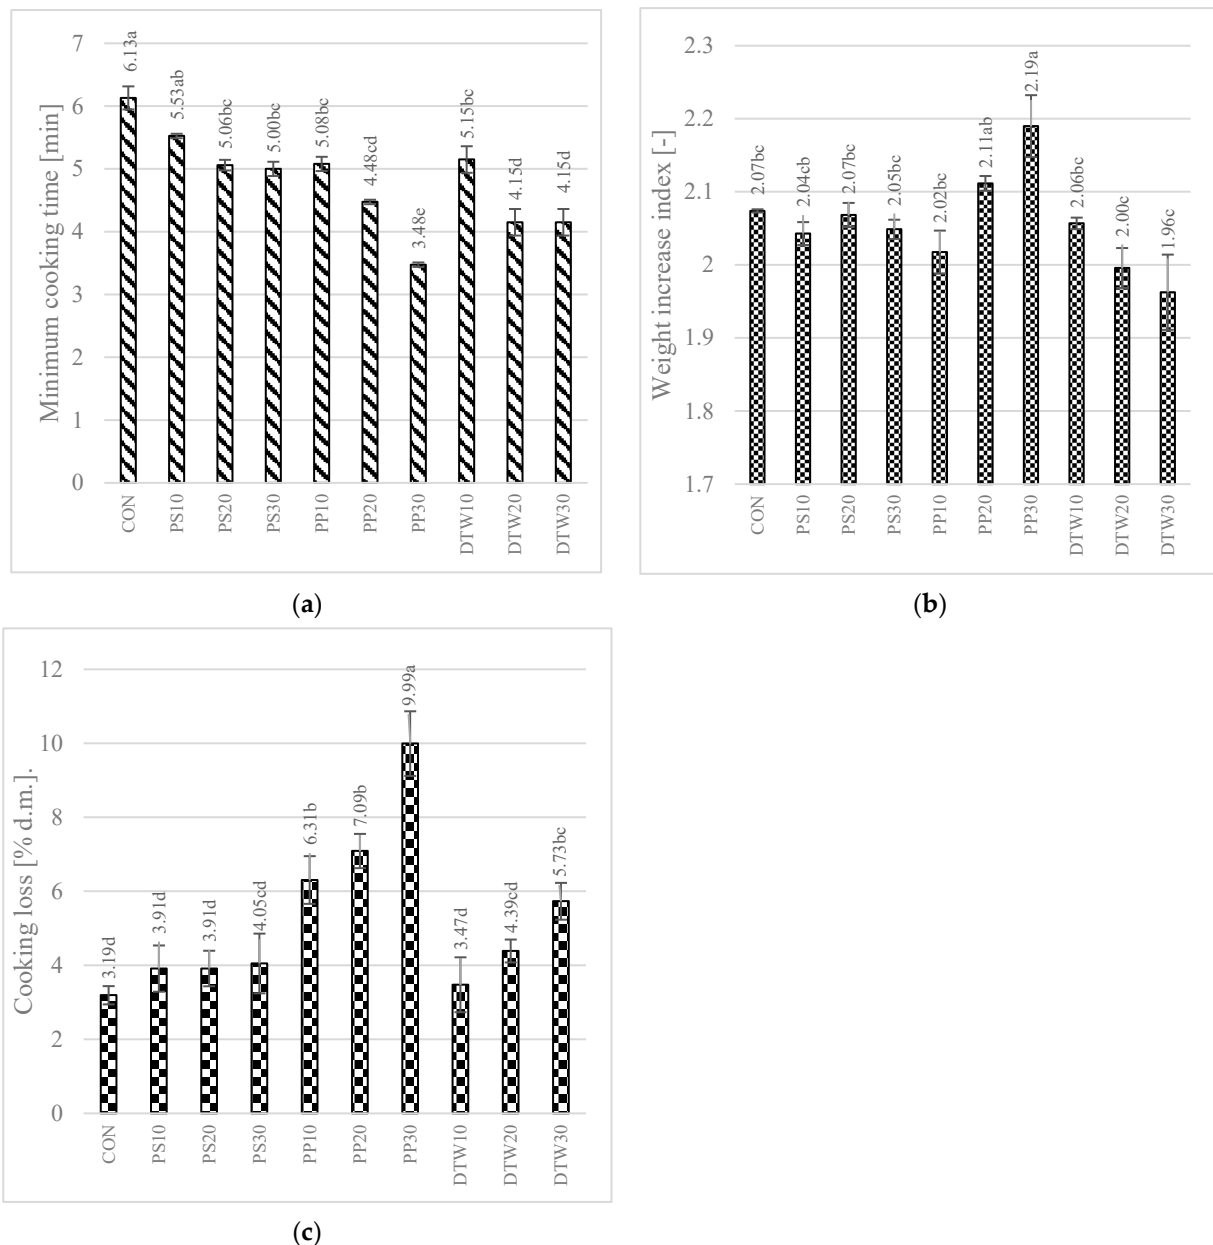 Minimum cooking time [min]
7
6
5
4
3
2
1
0
6.13a
5.53ab
5.06bc
5.00bc
5.08bc
4.48cd
3.48e
5.15bc
4.15d
4.15d
CON
PS10
PS20
PS30
PP10
PP20
PP30
DTW10
DTW20
DTW30
(a)
Weight increase index [-]
2.3
2.2
2.1
2
1.9
1.8
1.7
2.07bc
2.04cb
2.07bc
2.05bc
2.02bc
2.11ab
2.19a
2.06bc
2.00c
1.96c
CON
PS10
PS20
PS30
PP10
PP20
PP30
DTW10
DTW20
DTW30
(b)
Cooking loss [% d.m.].
12
10
8
6
4
2
0
3.19d
3.91d
3.91d
4.05cd
6.31b
7.09b
9.99a
3.47d
4.39cd
5.73bc
CON
PS10
PS20
PS30
PP10
PP20
PP30
DTW10
DTW20
DTW30
(c)